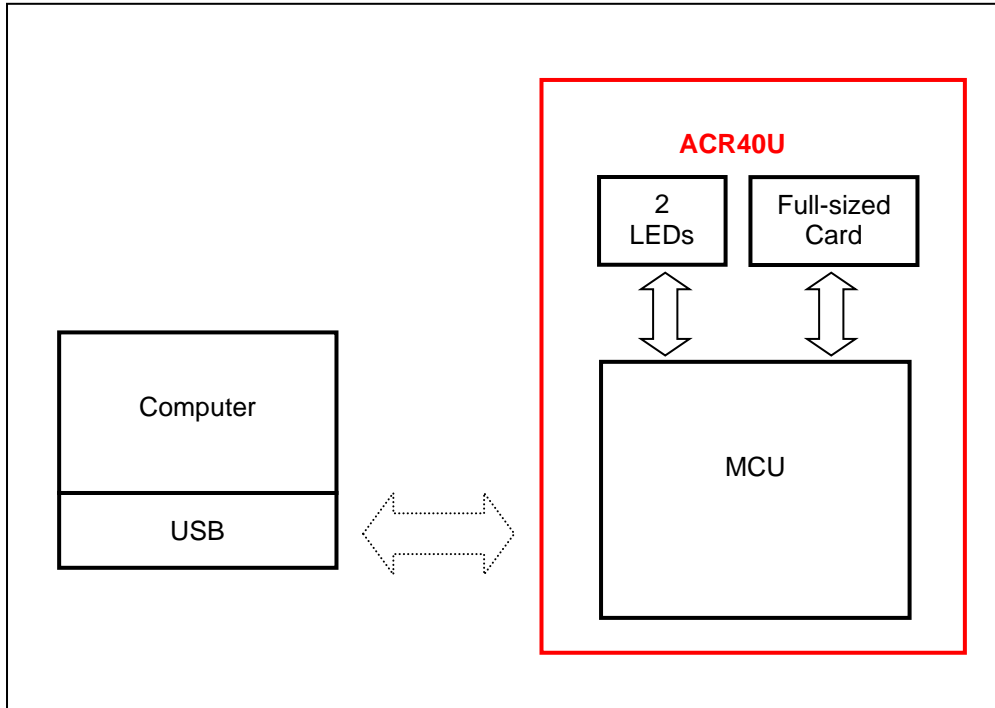 ACR40U
2
LEDs
Full-sized
Card
Computer
MCU
USB